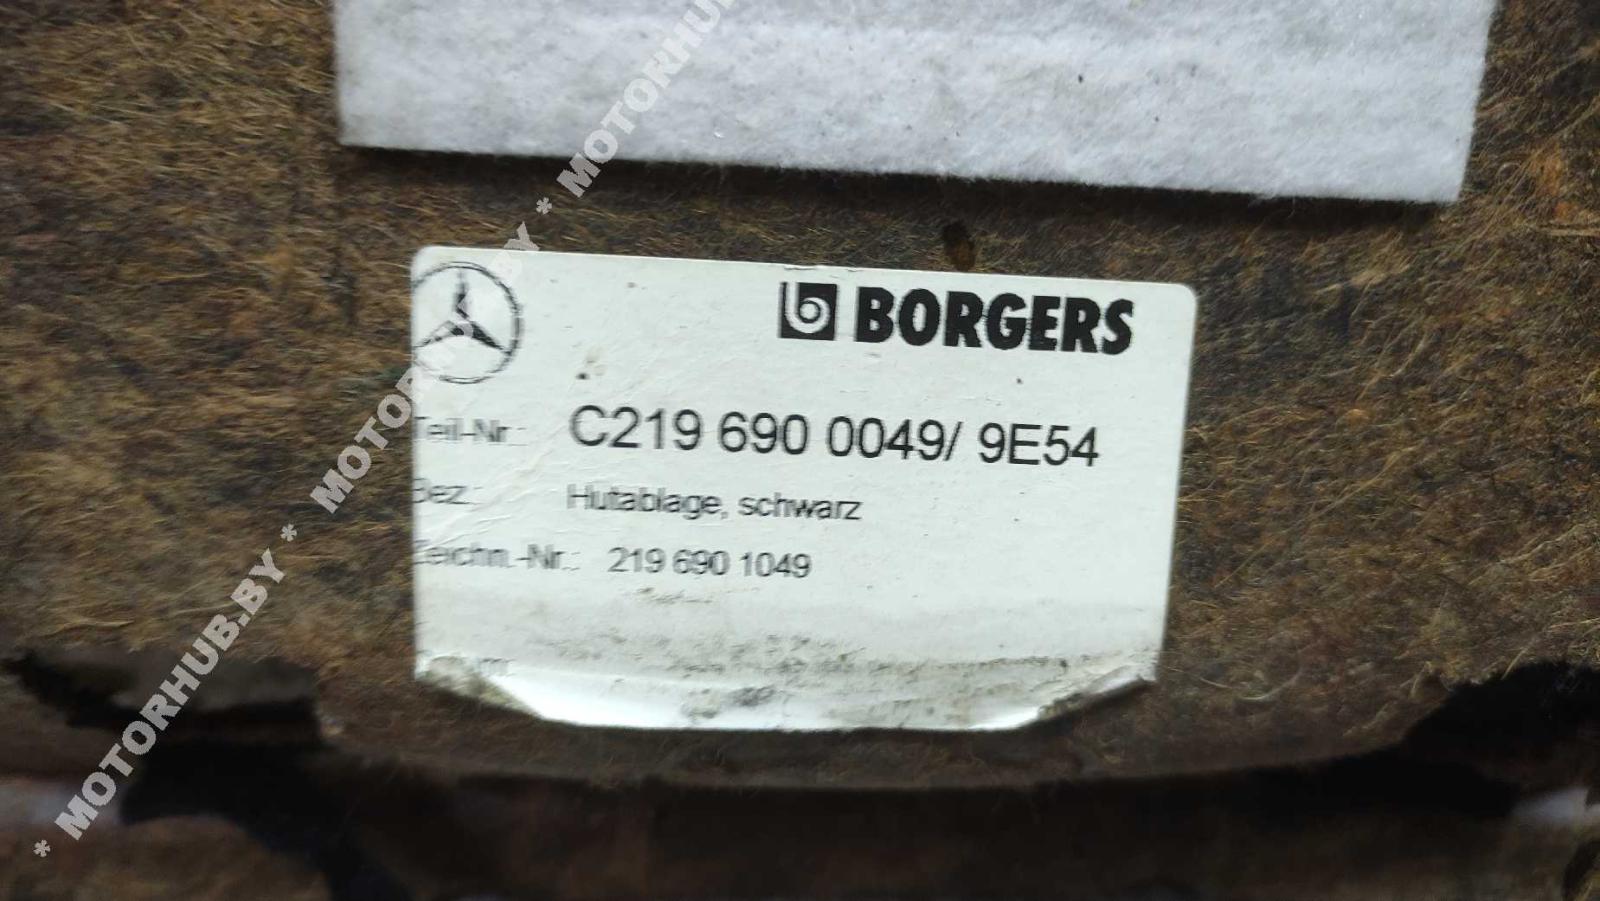 BORGERS
Teil-Nr.: C219 690 0049/ 9E54
Bez.: Hutablage, schwarz
Zeichn.-Nr.: 219 690 1049
* MOTORHUB.BY * MOTORHUB.BY * MOTORHUB